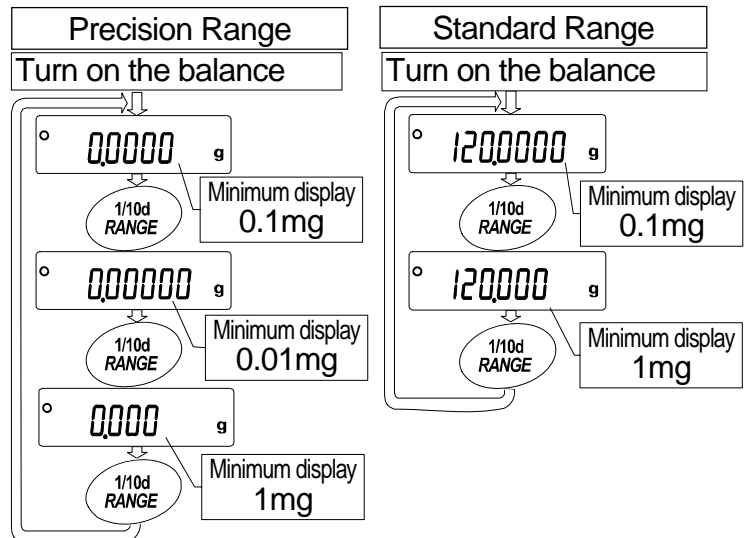 Precision Range
Turn on the balance
0.0000 g
1/10d
RANGE
Minimum display
0.1mg
0.00000 g
1/10d
RANGE
Minimum display
0.01mg
0.000 g
1/10d
RANGE
Minimum display
1mg
Standard Range
Turn on the balance
120.0000 g
1/10d
RANGE
Minimum display
0.1mg
120.000 g
1/10d
RANGE
Minimum display
1mg